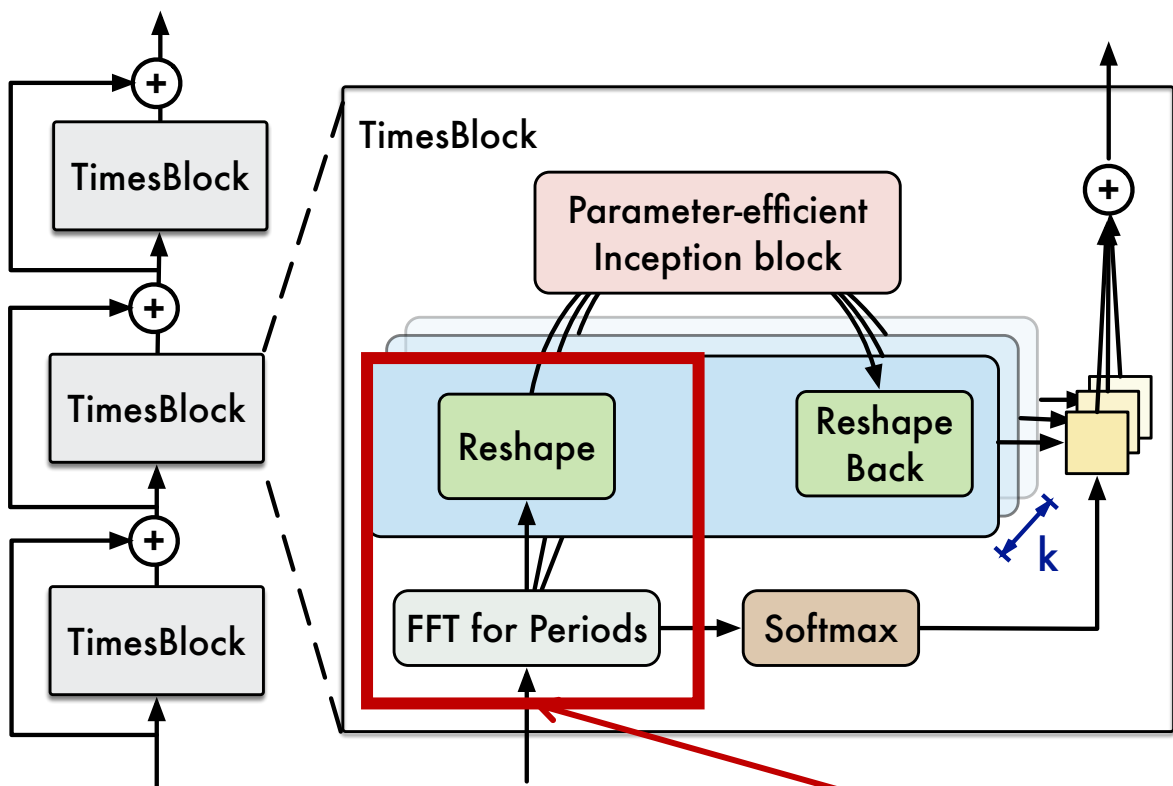 +
TimesBlock
+
TimesBlock
+
TimesBlock
TimesBlock
Parameter-efficient
Inception block
+
Reshape
Reshape
Back
k
FFT for Periods
Softmax